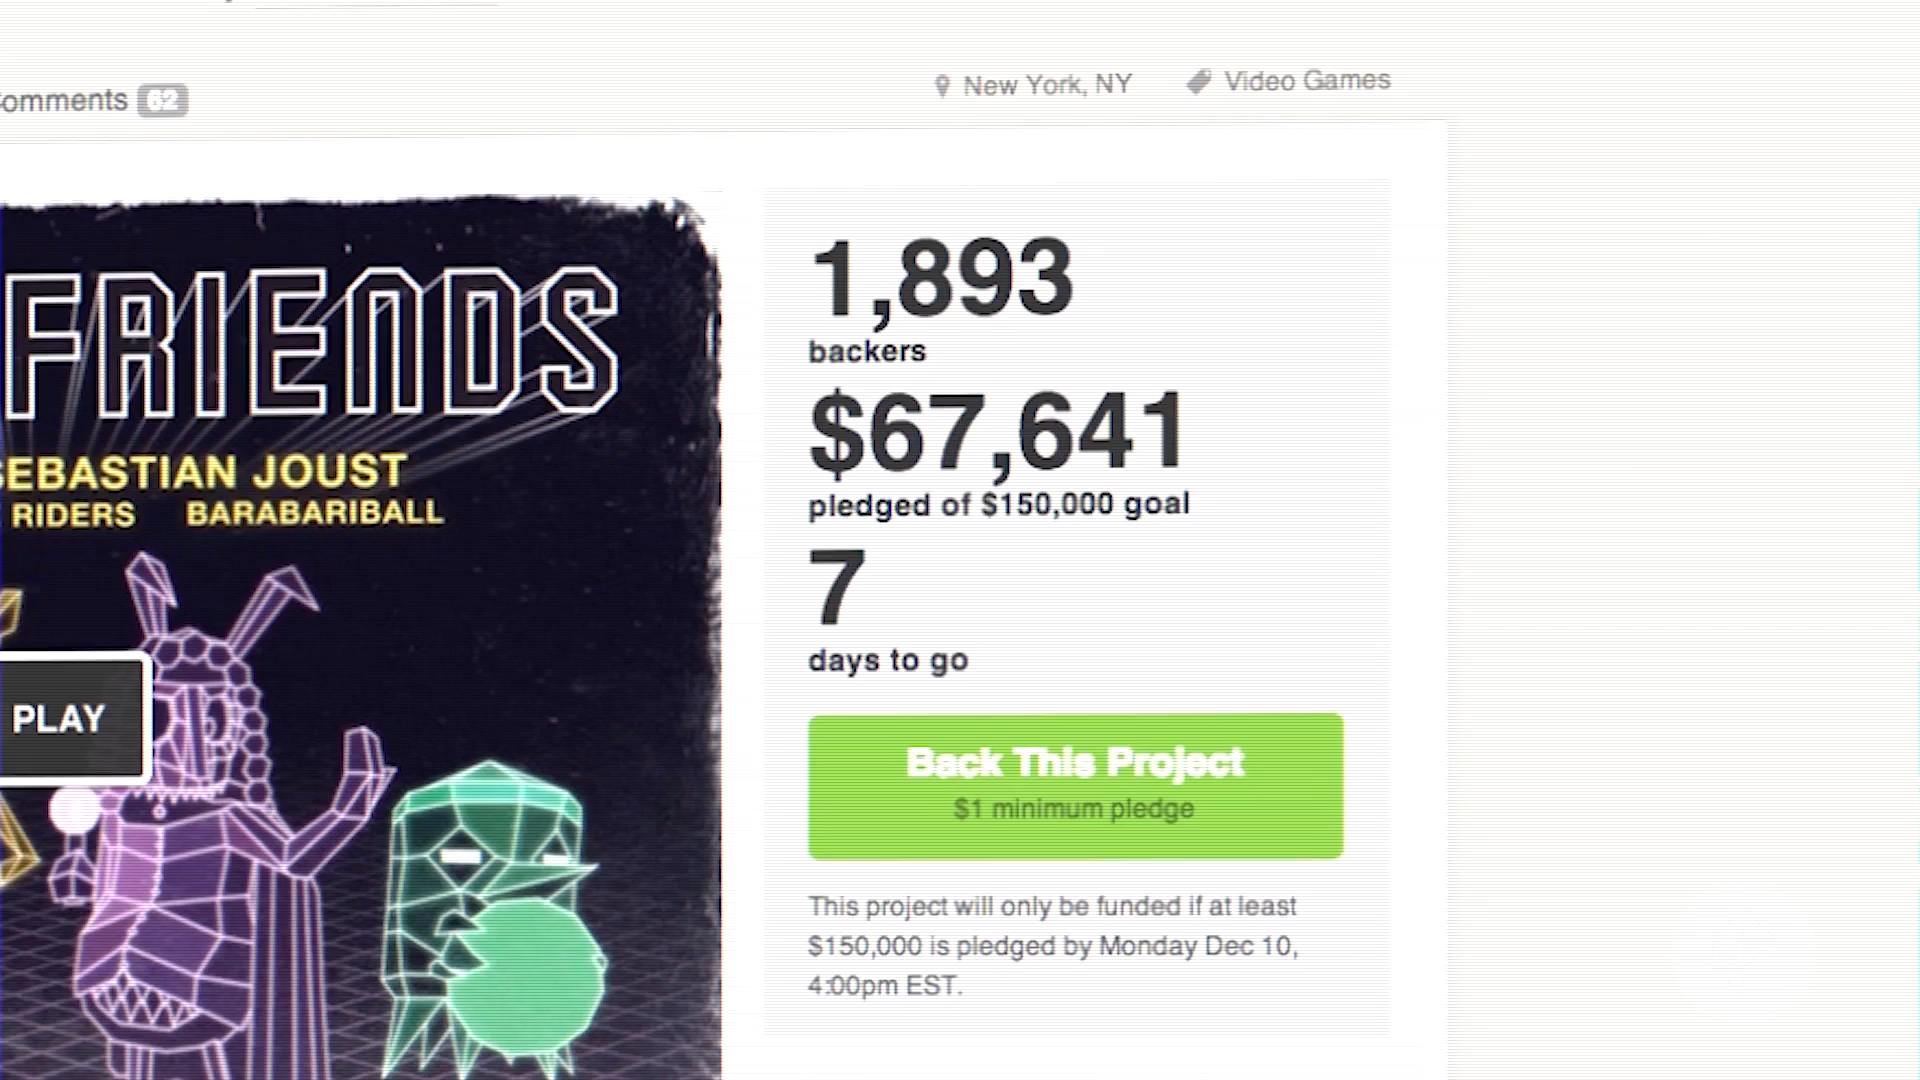 omments 62
New York, NY
Video Games
FRIENDS
SEBASTIAN JOUST
RIDERS BARABARIBALL
PLAY
1,893
backers
$67,641
pledged of $150,000 goal
7
days to go
Back This Project
$1 minimum pledge
This project will only be funded if at least
$150,000 is pledged by Monday Dec 10,
4:00pm EST.